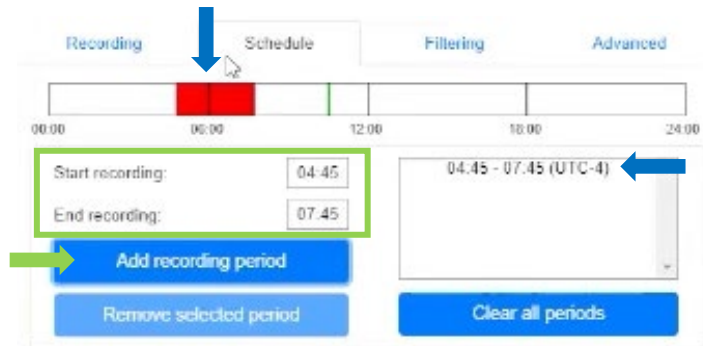 Recording Schedule Filtering Advanced
00:00 06:00 12:00 18:00 24:00
Start recording: 04:45
End recording: 07:45
04:45 - 07:45 (UTC-4)
Add recording period
Remove selected period
Clear all periods